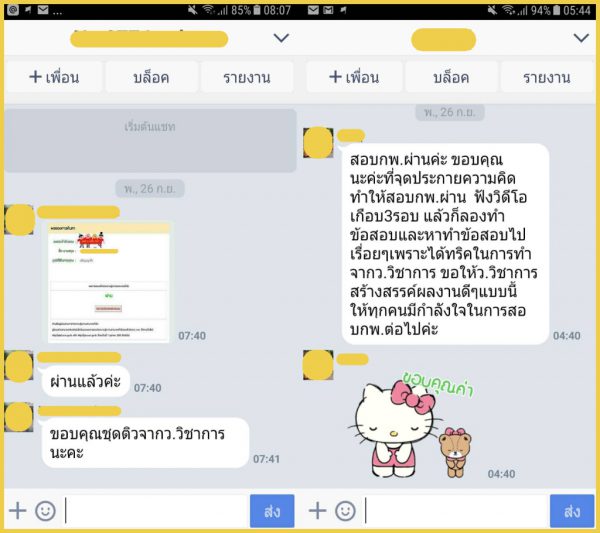 85% 08:07
+ เพื่อน
บล็อค
รายงาน
เริ่มต้นแชท
พ., 26 ก.ย.
ผ่าน
07:40
ผ่านแล้วค่ะ
07:40
ขอบคุณชุดติวจากว.วิชาการ
นะคะ
07:41
ส่ง
94% 05:44
+ เพื่อน
บล็อค
รายงาน
พ., 26 ก.ย.
สอบกพ.ผ่านค่ะ ขอบคุณ
นะค่ะที่จุดประกายความคิด
ทำให้สอบกพ.ผ่าน ฟังวิดีโอ
เกือบ3รอบ แล้วก็ลองทำ
ข้อสอบและหาทำข้อสอบไป
เรื่อยๆเพราะได้ทริคในการทำ
จากว.วิชาการ ขอให้ว.วิชาการ
สร้างสรรค์ผลงานดีๆแบบนี้
ให้ทุกคนมีกำลังใจในการสอ
บกพ.ต่อไปค่ะ
04:40
ขอบคุณค่า
04:40
ส่ง